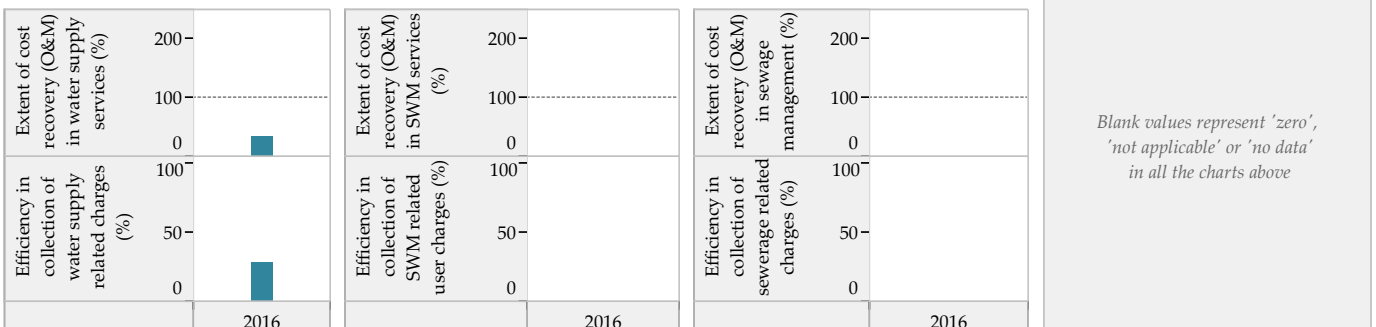 Extent of cost
recovery (O&M)
in water supply
services (%)
200
100
0
Efficiency in
collection of
water supply
related charges
(%)
100
50
0
2016
Extent of cost
recovery (O&M)
in SWM services
(%)
200
100
0
Efficiency in
collection of
SWM related
user charges (%)
100
50
0
2016
Extent of cost
recovery (O&M)
in sewage
management (%)
200
100
0
Efficiency in
collection of
sewerage related
charges (%)
100
50
0
2016
Blank values represent 'zero',
'not applicable' or 'no data'
in all the charts above